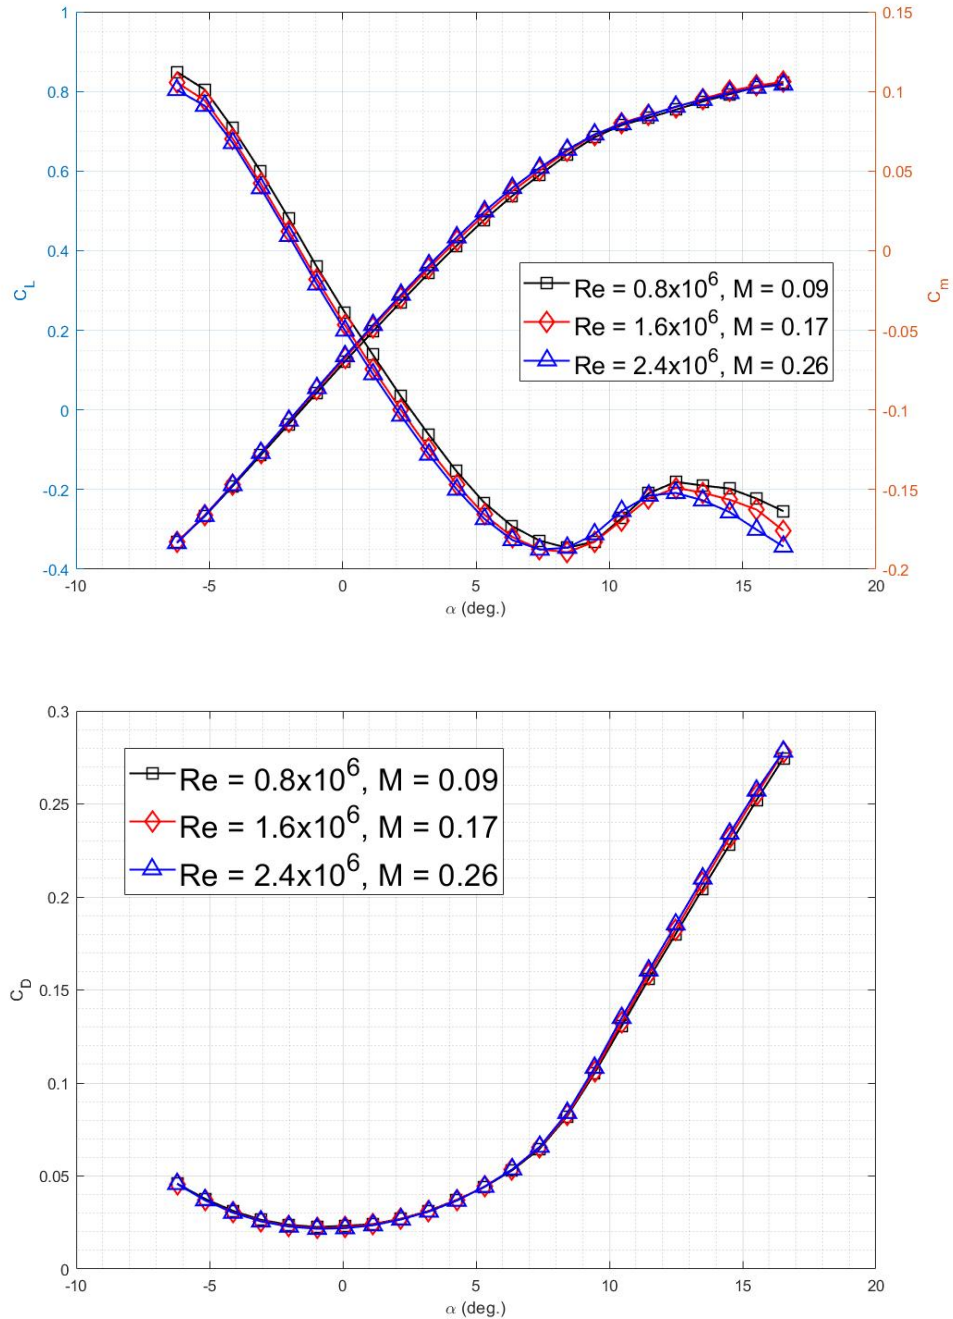 1
0.8
0.6
0.4
0.2
0
-0.2
-0.4
C_L
0.15
0.1
0.05
0
-0.05
-0.1
-0.15
-0.2
C_m
Re = 0.8x10^6, M = 0.09
Re = 1.6x10^6, M = 0.17
Re = 2.4x10^6, M = 0.26
-10 -5 0 5 10 15 20
α (deg.)
0.3
0.25
0.2
0.15
0.1
0.05
0
C_D
Re = 0.8x10^6, M = 0.09
Re = 1.6x10^6, M = 0.17
Re = 2.4x10^6, M = 0.26
-10 -5 0 5 10 15 20
α (deg.)